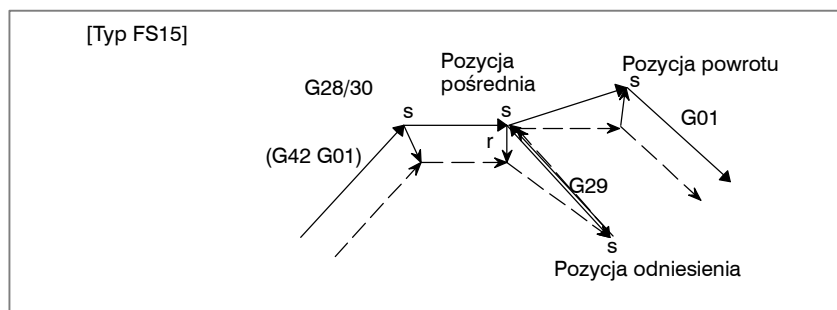 [Typ FS15]
Pozycja
pośrednia
Pozycja powrotu
G28/30
s
s
s
G01
(G42 G01)
r
G29
s
Pozycja odniesienia